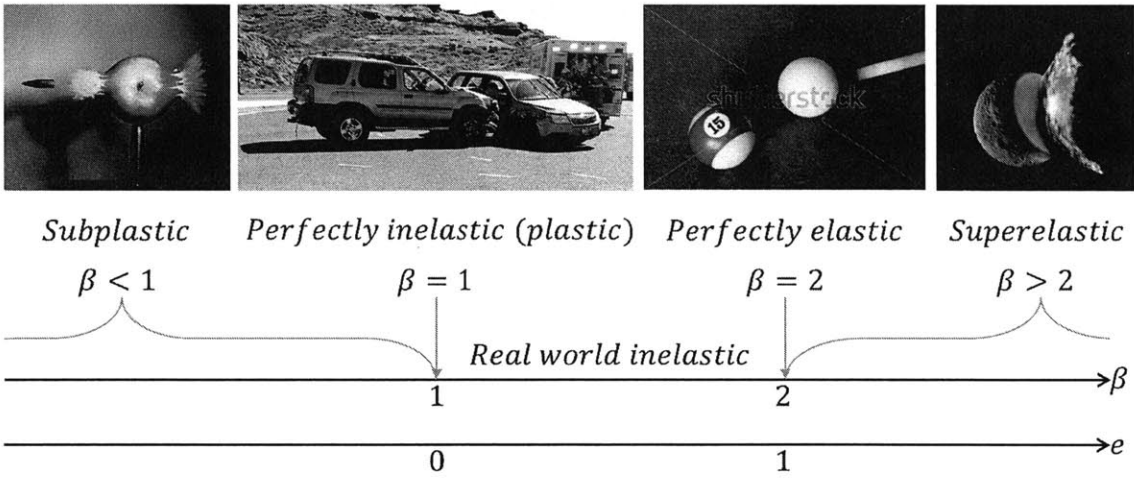 shutterstock
15
Subplastic Perfectly inelastic (plastic) Perfectly elastic Superelastic
β < 1 β = 1 β = 2 β > 2
Real world inelastic
1 2 β
0 1 e